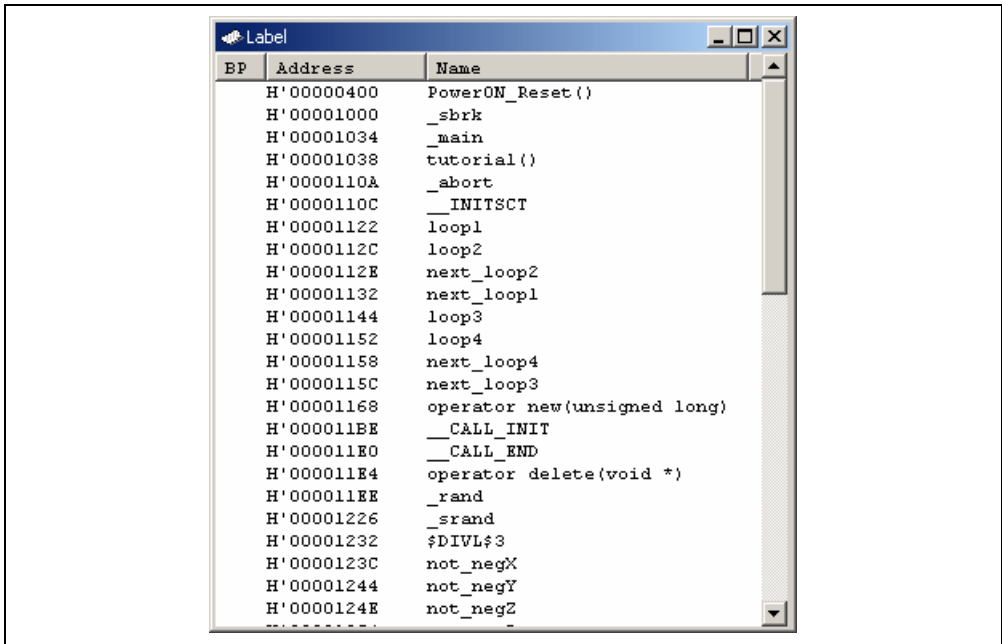 Label
BP Address Name
H'00000400 PowerON_Reset()
H'00001000 _sbrk
H'00001034 _main
H'00001038 tutorial()
H'0000110A _abort
H'0000110C __INITSCT
H'00001122 loop1
H'0000112C loop2
H'0000112E next_loop2
H'00001132 next_loop1
H'00001144 loop3
H'00001152 loop4
H'00001158 next_loop4
H'0000115C next_loop3
H'00001168 operator new(unsigned long)
H'000011BE __CALL_INIT
H'000011E0 __CALL_END
H'000011E4 operator delete(void *)
H'000011EE _rand
H'00001226 _srand
H'00001232 $DIVL$3
H'0000123C not_negX
H'00001244 not_negY
H'0000124E not_negZ